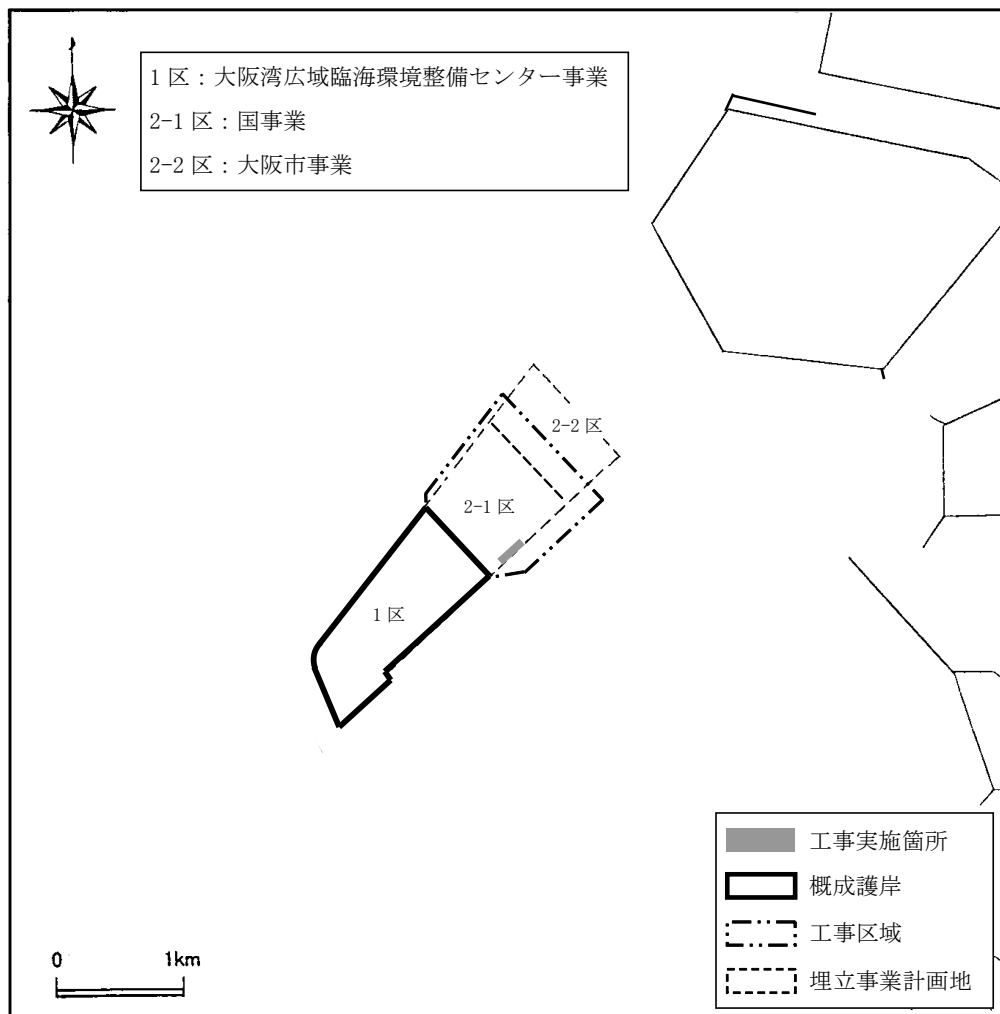 1区：大阪湾広域臨海環境整備センター事業
2-1区：国事業
2-2区：大阪市事業
2-2区
2-1区
1区
工事実施箇所
概成護岸
工事区域
埋立事業計画地
0 1km